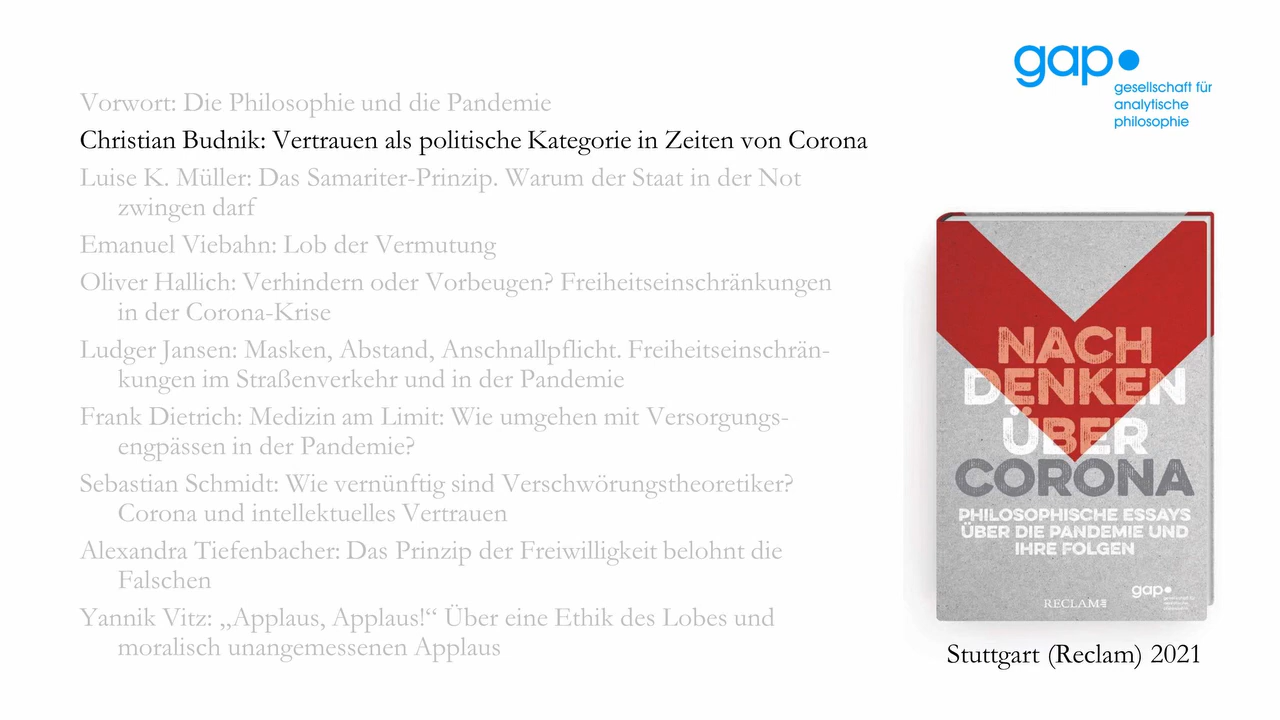 gap
gesellschaft für
analytische
philosophie
Vorwort: Die Philosophie und die Pandemie
Christian Budnik: Vertrauen als politische Kategorie in Zeiten von Corona
Luise K. Müller: Das Samariter-Prinzip. Warum der Staat in der Not
zwingen darf
Emanuel Viebahn: Lob der Vermutung
Oliver Hallich: Verhindern oder Vorbeugen? Freiheitseinschränkungen
in der Corona-Krise
Ludger Jansen: Masken, Abstand, Anschnallpflicht. Freiheitseinschrän-
kungen im Straßenverkehr und in der Pandemie
Frank Dietrich: Medizin am Limit: Wie umgehen mit Versorgungs-
engpässen in der Pandemie?
Sebastian Schmidt: Wie vernünftig sind Verschwörungstheoretiker?
Corona und intellektuelles Vertrauen
Alexandra Tiefenbacher: Das Prinzip der Freiwilligkeit belohnt die
Falschen
Yannik Vitz: „Applaus, Applaus!“ Über eine Ethik des Lobes und
moralisch unangemessenen Applaus
NACH
DENKEN
ÜBER
CORONA
PHILOSOPHISCHE ESSAYS
ÜBER DIE PANDEMIE UND
IHRE FOLGEN
RECLAM
gap
gesellschaft für
analytische
philosophie
Stuttgart (Reclam) 2021